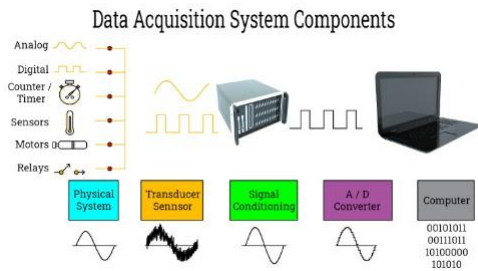 Data Acquisition System Components
Analog
Digital
Counter /
Timer
Sensors
Motors
Relays
Physical
System
Transducer
Sennsor
Signal
Conditioning
A / D
Converter
Computer
00101011
00111011
10100000
101010